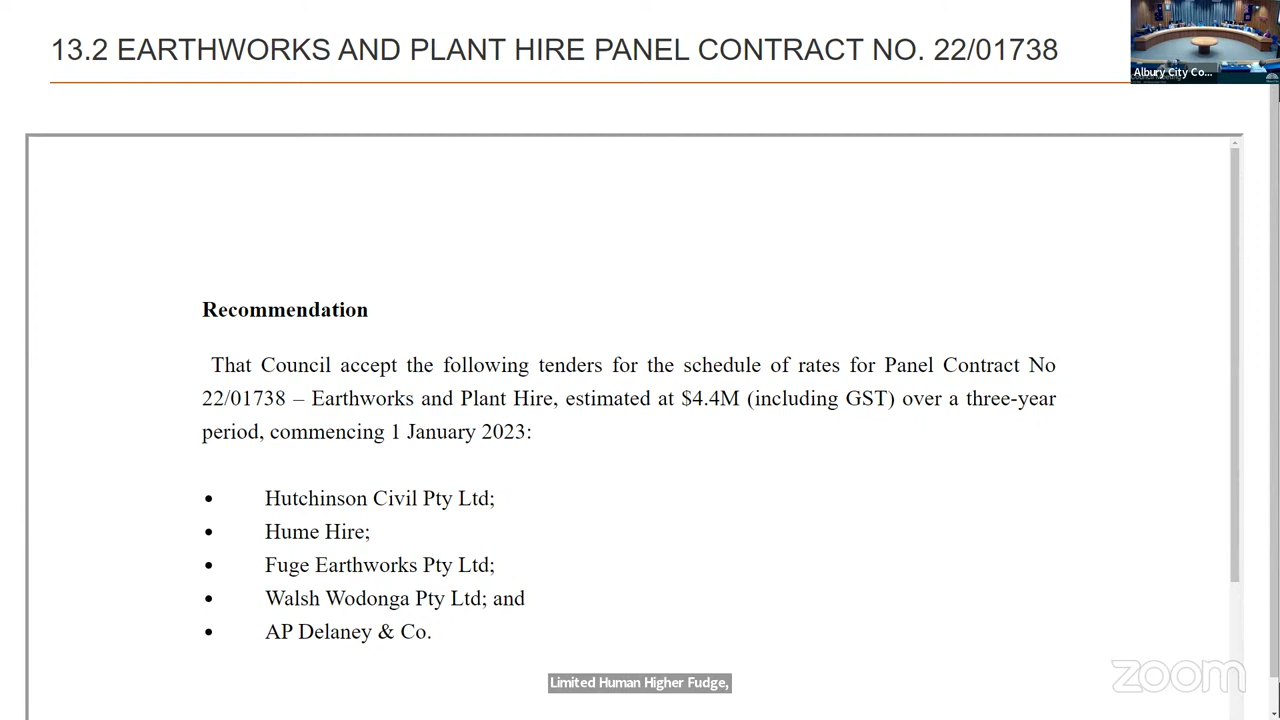 13.2 EARTHWORKS AND PLANT HIRE PANEL CONTRACT NO. 22/01738
Albury City Co...
Recommendation
That Council accept the following tenders for the schedule of rates for Panel Contract No
22/01738 – Earthworks and Plant Hire, estimated at $4.4M (including GST) over a three-year
period, commencing 1 January 2023:
• Hutchinson Civil Pty Ltd;
• Hume Hire;
• Fuge Earthworks Pty Ltd;
• Walsh Wodonga Pty Ltd; and
• AP Delaney & Co.
Limited Human Higher Fudge,
zoom